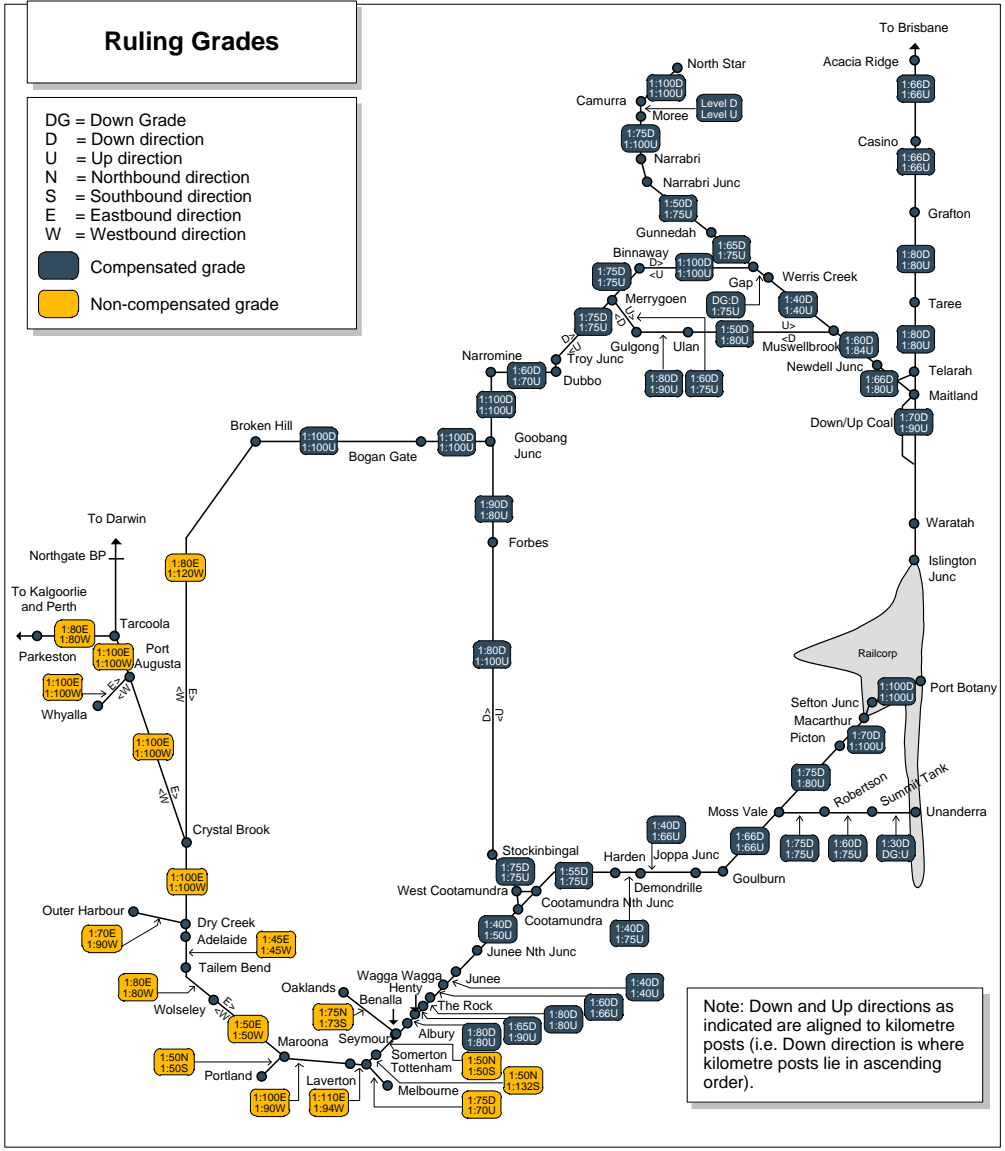 Ruling Grades
DG = Down Grade
D = Down direction
U = Up direction
N = Northbound direction
S = Southbound direction
E = Eastbound direction
W = Westbound direction
Compensated grade
Non-compensated grade
To Brisbane
Acacia Ridge
1:66D
1:66U
Casino
1:66D
1:66U
Grafton
1:80D
1:80U
Taree
1:80D
1:80U
Telarah
Maitland
1:70D
1:90U
Down/Up Coal
Waratah
Islington
Junc
Railcorp
Port Botany
North Star
1:100D
1:100U
Camurra
Level D
Level U
Moree
1:75D
1:100U
Narrabri
Narrabri Junc
1:50D
1:75U
Gunnedah
1:65D
1:75U
Binnaway
D>
<U
1:100D
1:100U
Gap
Werris Creek
DG:D
1:75U
1:40D
1:40U
1:75D
1:75U
Merrygoen
U>
<D
1:75D
1:75U
D>
<U
Gulgong
Ulan
1:50D
1:80U
U>
<D
Muswellbrook
1:60D
1:84U
Newdell Junc
1:66D
1:80U
1:80D
1:90U
1:60D
1:75U
Troy Junc
Dubbo
Narromine
1:60D
1:70U
1:100D
1:100U
Broken Hill
1:100D
1:100U
Bogan Gate
1:100D
1:100U
Goobang
Junc
1:90D
1:80U
Forbes
1:80D
1:100U
D>
<U
Stockinbingal
To Darwin
Northgate BP
1:80E
1:120W
To Kalgoorlie
and Perth
1:80E
1:80W
Tarcoola
Parkeston
1:100E
1:100W
Port
Augusta
1:100E
1:100W
E>
<W
Whyalla
E>
<W
1:100E
1:100W
E>
<W
Crystal Brook
1:100E
1:100W
Outer Harbour
1:70E
1:90W
Dry Creek
Adelaide
1:45E
1:45W
Tailem Bend
1:80E
1:80W
Wolseley
E>
<W
1:50E
1:50W
Maroona
1:50N
1:50S
Portland
1:100E
1:90W
Laverton
1:110E
1:94W
Melbourne
1:75D
1:70U
Somerton
Tottenham
1:50N
1:50S
1:50N
1:132S
Seymour
Oaklands
1:75N
1:73S
Benalla
Albury
1:80D
1:80U
1:65D
1:90U
1:80D
1:80U
1:60D
1:66U
1:40D
1:40U
Wagga Wagga
Henty
The Rock
Junee
Junee Nth Junc
1:40D
1:50U
Cootamundra
Cootamundra Nth Junc
West Cootamundra
1:75D
1:75U
1:55D
1:75U
Harden
Demondrille
1:40D
1:75U
1:40D
1:66U
Joppa Junc
Goulburn
1:66D
1:66U
Moss Vale
1:75D
1:80U
Picton
1:70D
1:100U
Macarthur
Sefton Junc
1:100D
1:100U
Robertson
Summit Tank
Unanderra
1:75D
1:75U
1:60D
1:75U
1:30D
DG:U
Note: Down and Up directions as
indicated are aligned to kilometre
posts (i.e. Down direction is where
kilometre posts lie in ascending
order).